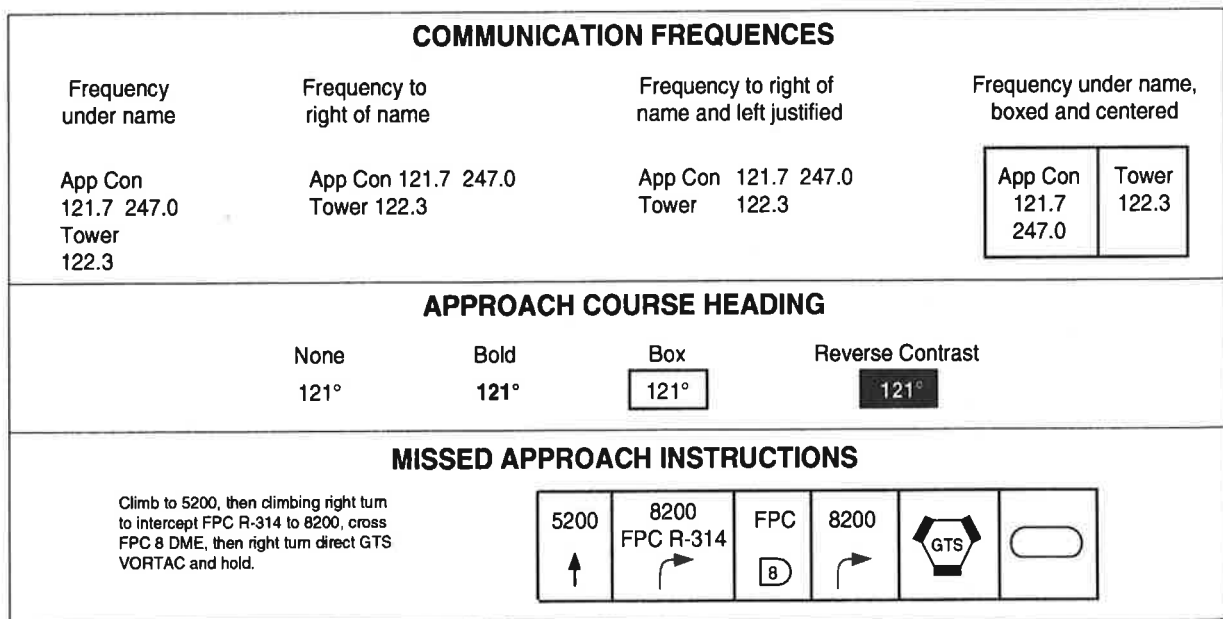 COMMUNICATION FREQUENCES
Frequency
under name
App Con
121.7 247.0
Tower
122.3
Frequency to
right of name
App Con 121.7 247.0
Tower 122.3
Frequency to right of
name and left justified
App Con 121.7 247.0
Tower 122.3
Frequency under name,
boxed and centered
App Con
121.7
247.0
Tower
122.3
APPROACH COURSE HEADING
None
121°
Bold
121°
Box
121°
Reverse Contrast
121°
MISSED APPROACH INSTRUCTIONS
Climb to 5200, then climbing right turn
to intercept FPC R-314 to 8200, cross
FPC 8 DME, then right turn direct GTS
VORTAC and hold.
5200
8200
FPC R-314
FPC
8
8200
GTS